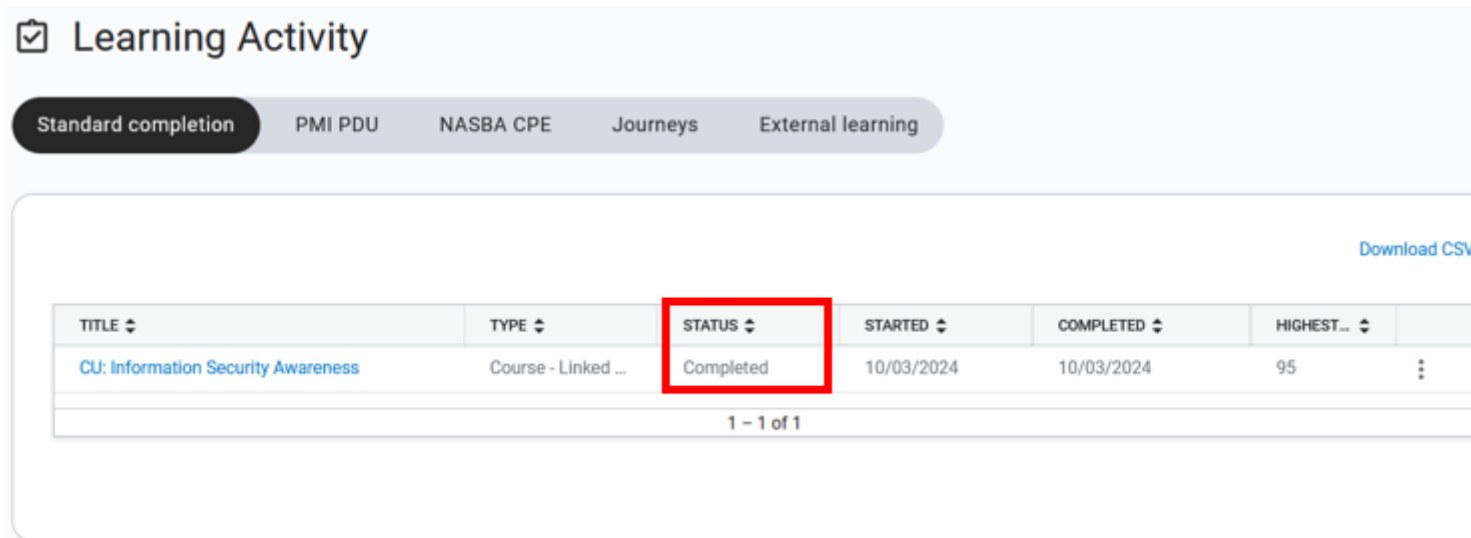 Learning Activity
Standard completion PMI PDU NASBA CPE Journeys External learning
Download CSV
TITLE TYPE STATUS STARTED COMPLETED HIGHEST...
CU: Information Security Awareness Course - Linked ... Completed 10/03/2024 10/03/2024 95
1 – 1 of 1